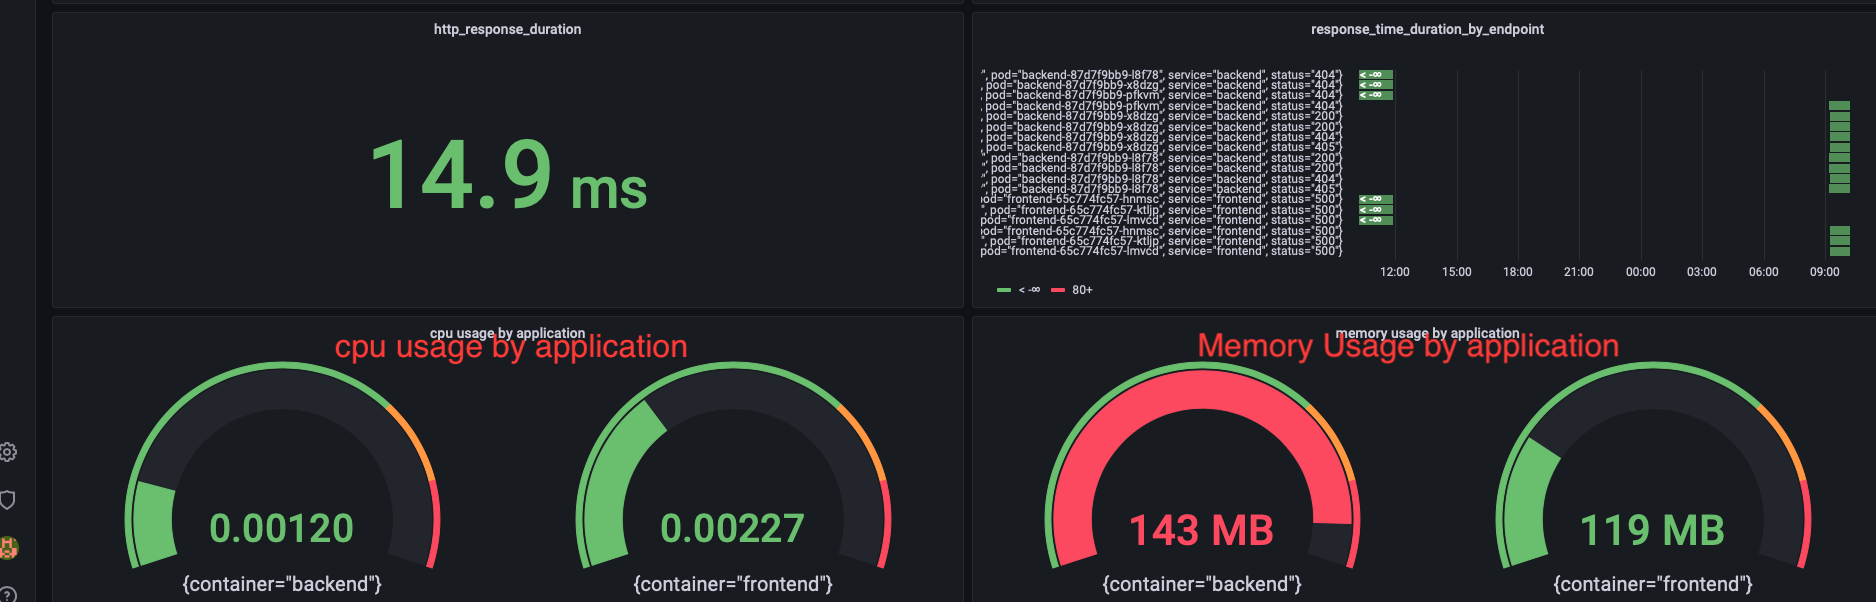 http_response_duration
14.9 ms
response_time_duration_by_endpoint
", pod="backend-87d7f9bb9-l8f78", service="backend", status="404"}
, pod="backend-87d7f9bb9-x8dzg", service="backend", status="404"}
, pod="backend-87d7f9bb9-pfkvm", service="backend", status="404"}
, pod="backend-87d7f9bb9-pfkvm", service="backend", status="404"}
, pod="backend-87d7f9bb9-x8dzg", service="backend", status="200"}
, pod="backend-87d7f9bb9-x8dzg", service="backend", status="200"}
, pod="backend-87d7f9bb9-x8dzg", service="backend", status="404"}
, pod="backend-87d7f9bb9-x8dzg", service="backend", status="405"}
", pod="backend-87d7f9bb9-l8f78", service="backend", status="200"}
", pod="backend-87d7f9bb9-l8f78", service="backend", status="200"}
", pod="backend-87d7f9bb9-l8f78", service="backend", status="404"}
", pod="backend-87d7f9bb9-l8f78", service="backend", status="405"}
pod="frontend-65c774fc57-hnmsc", service="frontend", status="500"}
", pod="frontend-65c774fc57-ktljp", service="frontend", status="500"}
pod="frontend-65c774fc57-lmvcd", service="frontend", status="500"}
pod="frontend-65c774fc57-hnmsc", service="frontend", status="500"}
", pod="frontend-65c774fc57-ktljp", service="frontend", status="500"}
pod="frontend-65c774fc57-lmvcd", service="frontend", status="500"}
< -∞
< -∞
< -∞
< -∞
< -∞
< -∞
12:00 15:00 18:00 21:00 00:00 03:00 06:00 09:00
< -∞ 80+
cpu usage by application
cpu usage by application
0.00120
{container="backend"}
0.00227
{container="frontend"}
memory usage by application
Memory Usage by application
143 MB
{container="backend"}
119 MB
{container="frontend"}